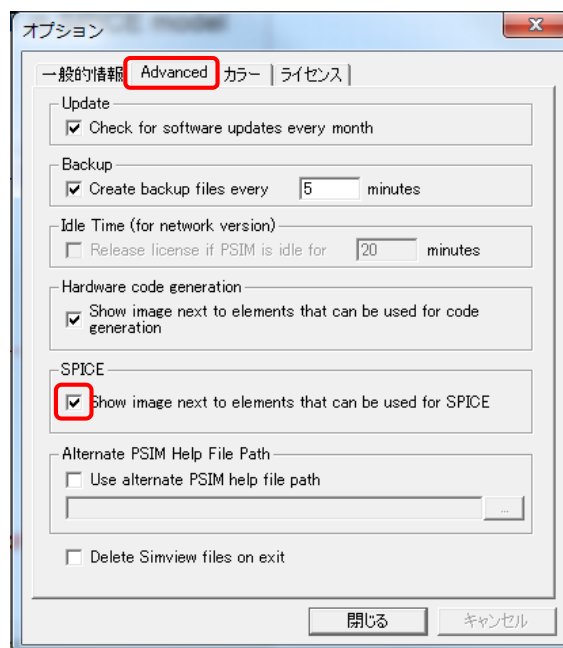 SPICE model
オプション
一般的情報 Advanced カラー ライセンス
Update
Check for software updates every month
Backup
Create backup files every 5 minutes
Idle Time (for network version)
Release license if PSIM is idle for 20 minutes
Hardware code generation
Show image next to elements that can be used for code
generation
SPICE
Show image next to elements that can be used for SPICE
Alternate PSIM Help File Path
Use alternate PSIM help file path
...
Delete Simview files on exit
閉じる キャンセル